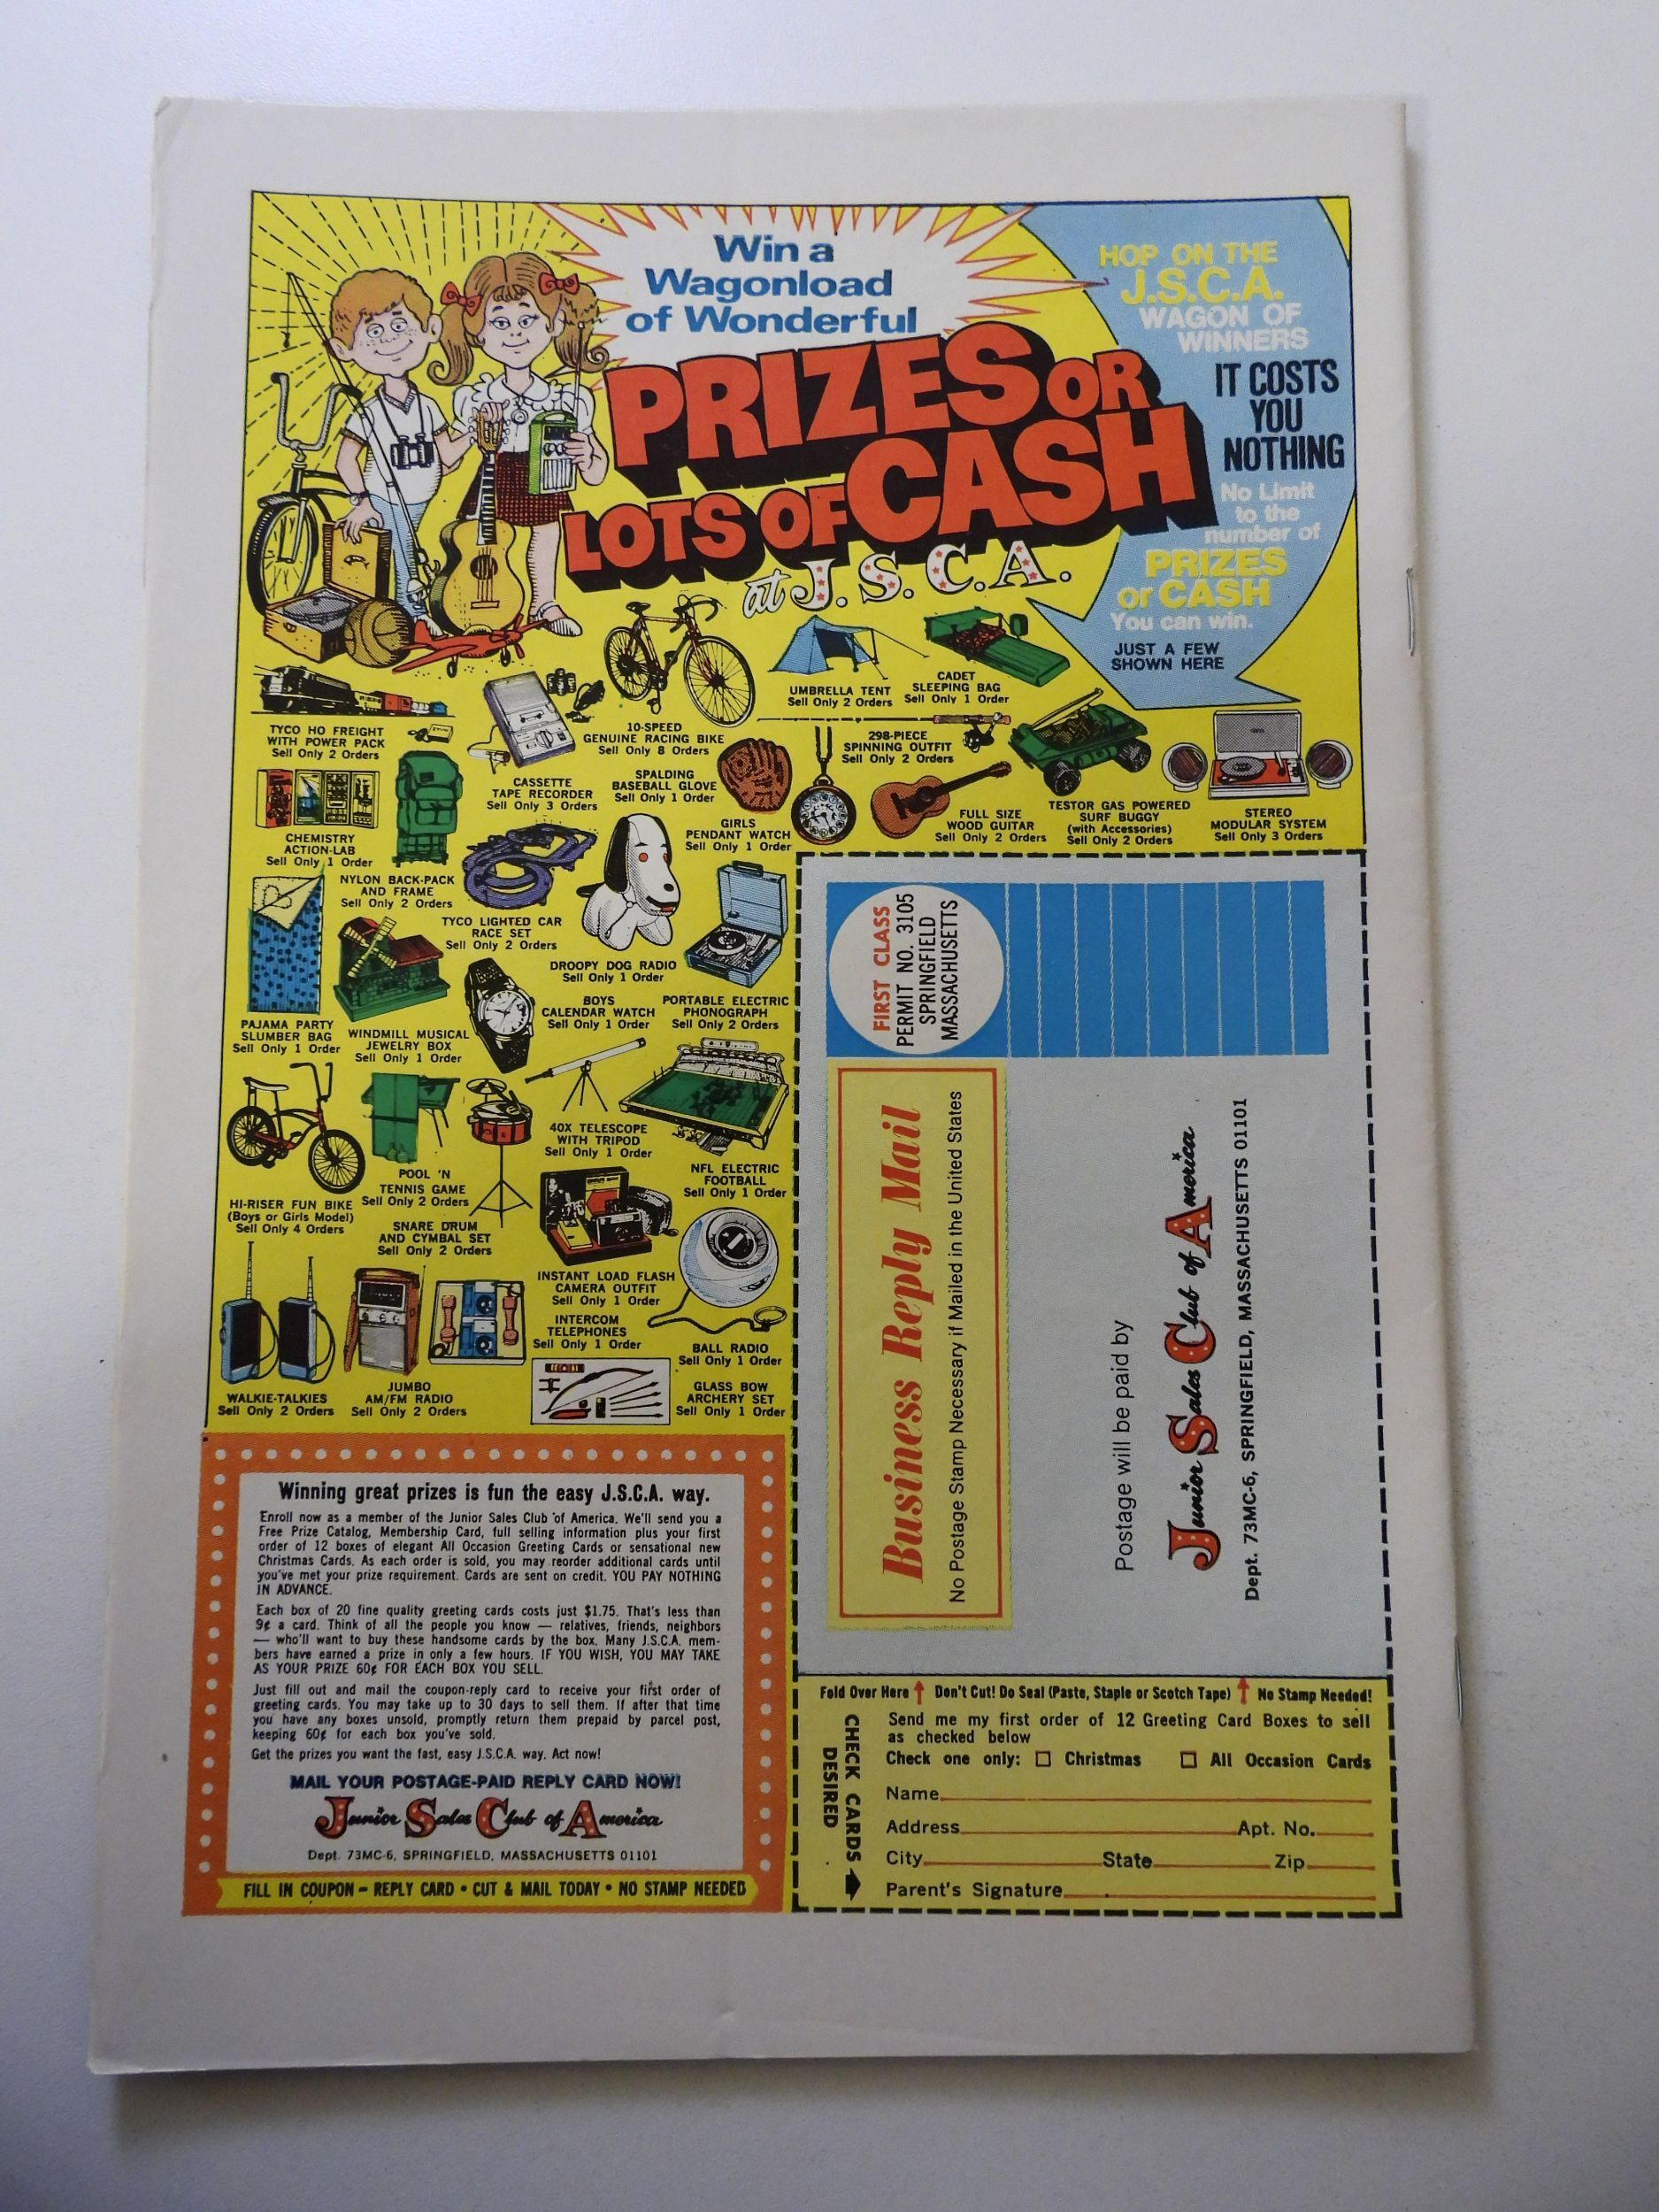 Win a
Wagonload
of Wonderful
PRIZES OR
LOTS OF CASH
at J.S.C.A.
HOP ON THE
J.S.C.A.
WAGON OF
WINNERS
IT COSTS
YOU
NOTHING
No Limit
to the
number of
PRIZES
or CASH
You can win.
JUST A FEW
SHOWN HERE
UMBRELLA TENT
Sell Only 2 Orders
CADET
SLEEPING BAG
Sell Only 1 Order
TYCO HO FREIGHT
WITH POWER PACK
Sell Only 2 Orders
10-SPEED
GENUINE RACING BIKE
Sell Only 8 Orders
298-PIECE
SPINNING OUTFIT
Sell Only 2 Orders
CASSETTE
TAPE RECORDER
Sell Only 3 Orders
SPALDING
BASEBALL GLOVE
Sell Only 1 Order
GIRLS
PENDANT WATCH
Sell Only 1 Order
FULL SIZE
WOOD GUITAR
Sell Only 2 Orders
TESTOR GAS POWERED
SURF BUGGY
(with Accessories)
Sell Only 2 Orders
STEREO
MODULAR SYSTEM
Sell Only 3 Orders
CHEMISTRY
ACTION-LAB
Sell Only 1 Order
NYLON BACK-PACK
AND FRAME
Sell Only 2 Orders
TYCO LIGHTED CAR
RACE SET
Sell Only 2 Orders
DROOPY DOG RADIO
Sell Only 1 Order
PAJAMA PARTY
SLUMBER BAG
Sell Only 1 Order
WINDMILL MUSICAL
JEWELRY BOX
Sell Only 1 Order
BOYS
CALENDAR WATCH
Sell Only 1 Order
PORTABLE ELECTRIC
PHONOGRAPH
Sell Only 2 Orders
40X TELESCOPE
WITH TRIPOD
Sell Only 1 Order
NFL ELECTRIC
FOOTBALL
Sell Only 1 Order
HI-RISER FUN BIKE
(Boys or Girls Model)
Sell Only 4 Orders
POOL 'N
TENNIS GAME
Sell Only 2 Orders
SNARE DRUM
AND CYMBAL SET
Sell Only 2 Orders
INSTANT LOAD FLASH
CAMERA OUTFIT
Sell Only 1 Order
INTERCOM
TELEPHONES
Sell Only 1 Order
BALL RADIO
Sell Only 1 Order
WALKIE-TALKIES
Sell Only 2 Orders
JUMBO
AM/FM RADIO
Sell Only 2 Orders
GLASS BOW
ARCHERY SET
Sell Only 1 Order
Winning great prizes is fun the easy J.S.C.A. way.
Enroll now as a member of the Junior Sales Club of America. We'll send you a
Free Prize Catalog, Membership Card, full selling information plus your first
order of 12 boxes of elegant All Occasion Greeting Cards or sensational new
Christmas Cards. As each order is sold, you may reorder additional cards until
you've met your prize requirement. Cards are sent on credit. YOU PAY NOTHING
IN ADVANCE.
Each box of 20 fine quality greeting cards costs just $1.75. That's less than
9¢ a card. Think of all the people you know — relatives, friends, neighbors
— who'll want to buy these handsome cards by the box. Many J.S.C.A. mem-
bers have earned a prize in only a few hours. IF YOU WISH, YOU MAY TAKE
AS YOUR PRIZE 60¢ FOR EACH BOX YOU SELL.
Just fill out and mail the coupon-reply card to receive your first order of
greeting cards. You may take up to 30 days to sell them. If after that time
you have any boxes unsold, promptly return them prepaid by parcel post,
keeping 60¢ for each box you've sold.
Get the prizes you want the fast, easy J.S.C.A. way. Act now!
MAIL YOUR POSTAGE-PAID REPLY CARD NOW!
Junior Sales Club of America
Dept. 73MC-6, SPRINGFIELD, MASSACHUSETTS 01101
FILL IN COUPON - REPLY CARD • CUT & MAIL TODAY • NO STAMP NEEDED
FIRST CLASS
PERMIT NO. 3105
SPRINGFIELD
MASSACHUSETTS
Business Reply Mail
No Postage Stamp Necessary if Mailed in the United States
Postage will be paid by
Junior Sales Club of America
Dept. 73MC-6, SPRINGFIELD, MASSACHUSETTS 01101
Fold Over Here Don't Cut! Do Seal (Paste, Staple or Scotch Tape) No Stamp Needed!
CHECK CARDS
DESIRED
Send me my first order of 12 Greeting Card Boxes to sell
as checked below
Check one only: Christmas All Occasion Cards
Name
Address Apt. No.
City State Zip
Parent's Signature